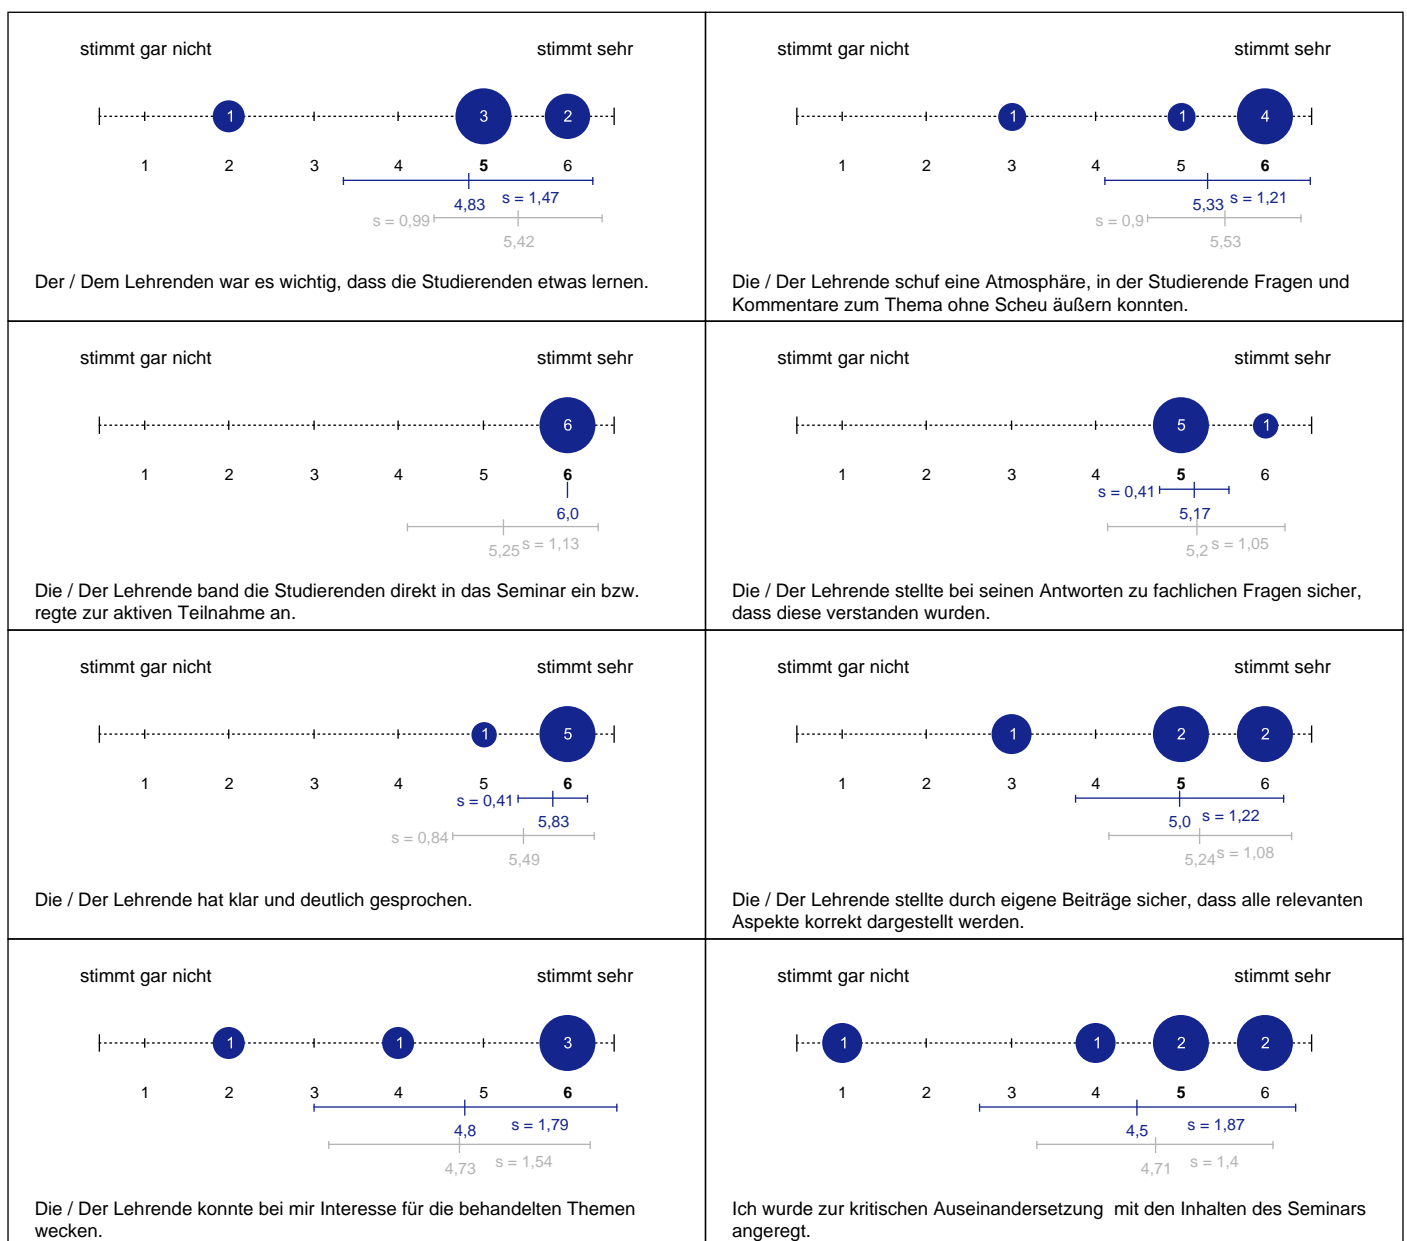 stimmt gar nicht stimmt sehr
1 3 2
1 2 3 4 5 6
4,83 s = 1,47
s = 0,99
5,42
Der / Dem Lehrenden war es wichtig, dass die Studierenden etwas lernen.
stimmt gar nicht stimmt sehr
1 1 4
1 2 3 4 5 6
5,33 s = 1,21
s = 0,9
5,53
Die / Der Lehrende schuf eine Atmosphäre, in der Studierende Fragen und
Kommentare zum Thema ohne Scheu äußern konnten.
stimmt gar nicht stimmt sehr
6
1 2 3 4 5 6
6,0
5,25 s = 1,13
Die / Der Lehrende band die Studierenden direkt in das Seminar ein bzw.
regte zur aktiven Teilnahme an.
stimmt gar nicht stimmt sehr
5 1
1 2 3 4 5 6
s = 0,41
5,17
5,2 s = 1,05
Die / Der Lehrende stellte bei seinen Antworten zu fachlichen Fragen sicher,
dass diese verstanden wurden.
stimmt gar nicht stimmt sehr
1 5
1 2 3 4 5 6
s = 0,41
5,83
s = 0,84
5,49
Die / Der Lehrende hat klar und deutlich gesprochen.
stimmt gar nicht stimmt sehr
1 2 2
1 2 3 4 5 6
5,0 s = 1,22
5,24 s = 1,08
Die / Der Lehrende stellte durch eigene Beiträge sicher, dass alle relevanten
Aspekte korrekt dargestellt werden.
stimmt gar nicht stimmt sehr
1 1 3
1 2 3 4 5 6
4,8 s = 1,79
4,73 s = 1,54
Die / Der Lehrende konnte bei mir Interesse für die behandelten Themen
wecken.
stimmt gar nicht stimmt sehr
1 1 2 2
1 2 3 4 5 6
4,5 s = 1,87
4,71 s = 1,4
Ich wurde zur kritischen Auseinandersetzung mit den Inhalten des Seminars
angeregt.